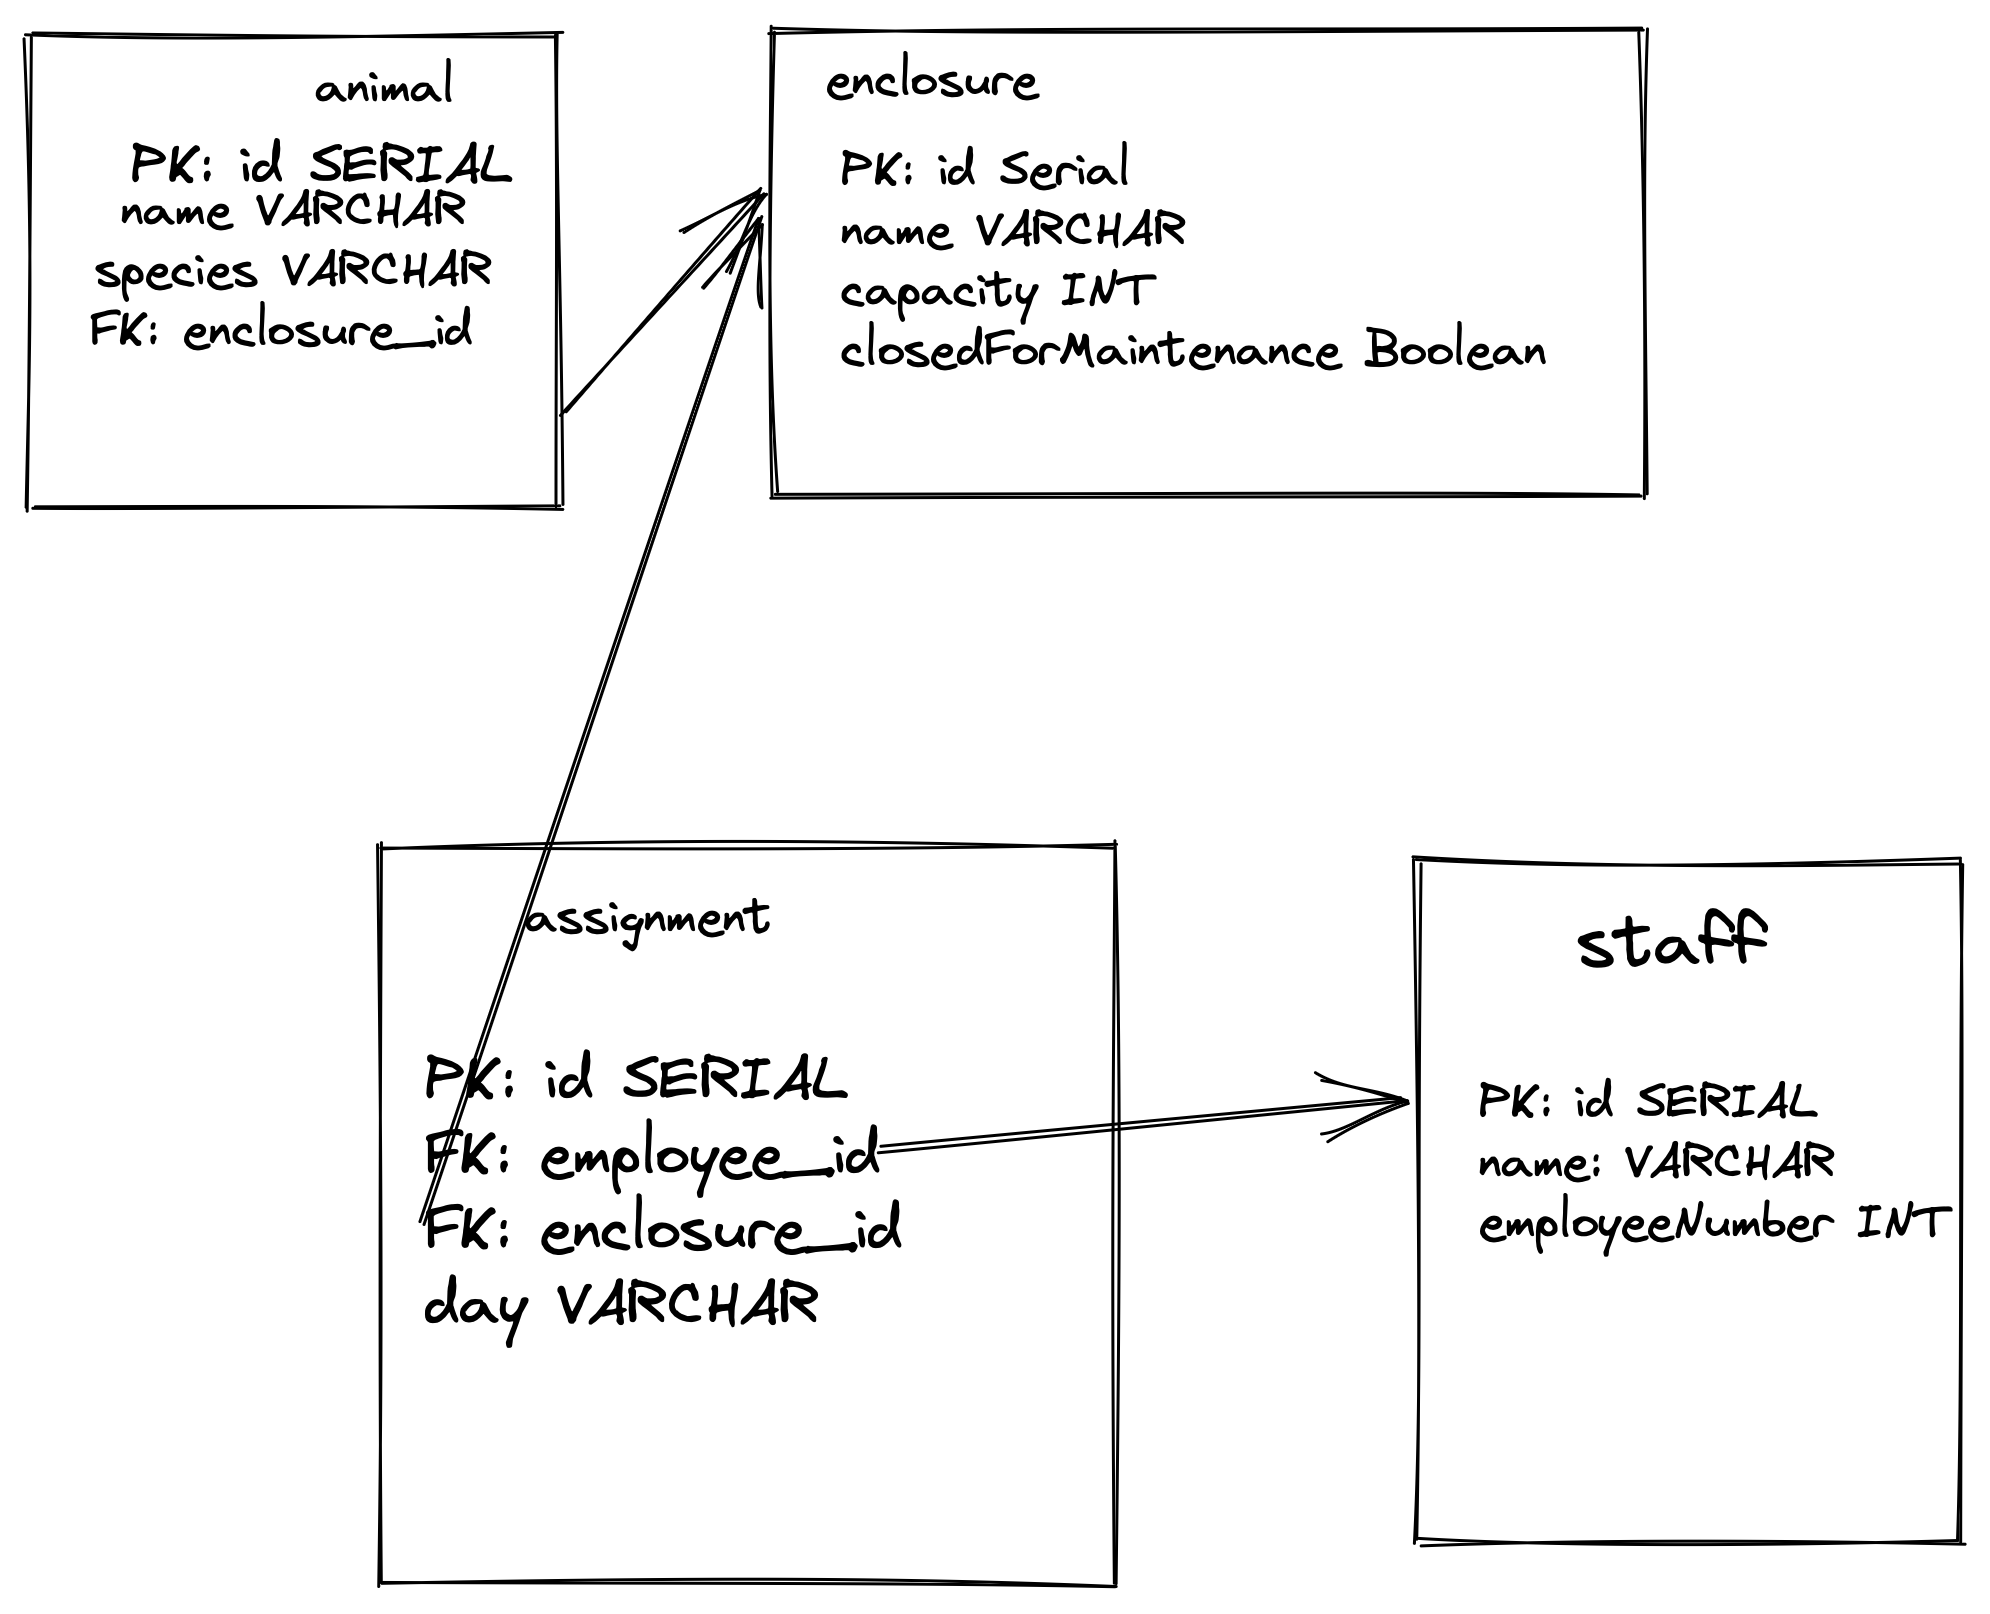 animal
PK: id SERIAL
name VARCHAR
species VARCHAR
FK: enclosure_id
enclosure
PK: id Serial
name VARCHAR
capacity INT
closedForMaintenance Boolean
assignment
PK: id SERIAL
FK: employee_id
FK: enclosure_id
day VARCHAR
staff
PK: id SERIAL
name: VARCHAR
employeeNumber INT